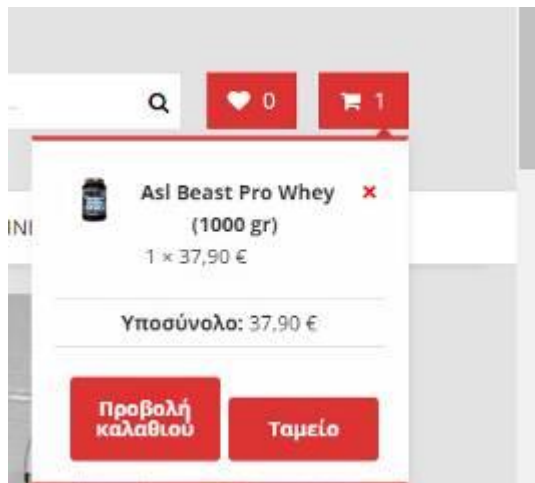 0
1
Asl Beast Pro Whey
(1000 gr)
1 × 37,90 €
Υποσύνολο: 37,90 €
Προβολή
καλαθιού
Ταμείο